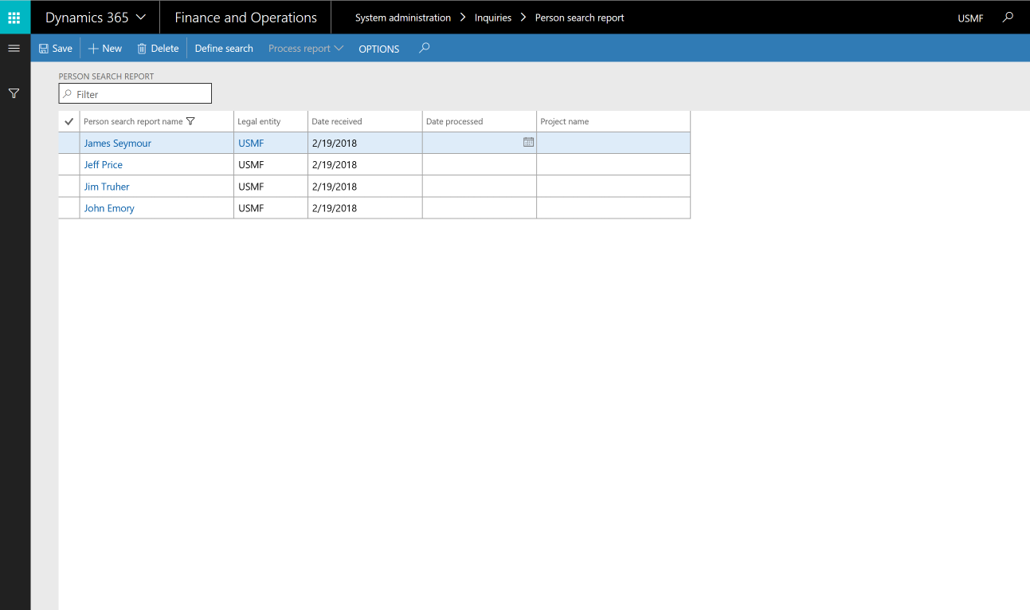 Dynamics 365 Finance and Operations System administration Inquiries Person search report USMF
Save New Delete Define search Process report OPTIONS
PERSON SEARCH REPORT
Filter
Person search report name Legal entity Date received Date processed Project name
James Seymour USMF 2/19/2018
Jeff Price USMF 2/19/2018
Jim Truher USMF 2/19/2018
John Emory USMF 2/19/2018